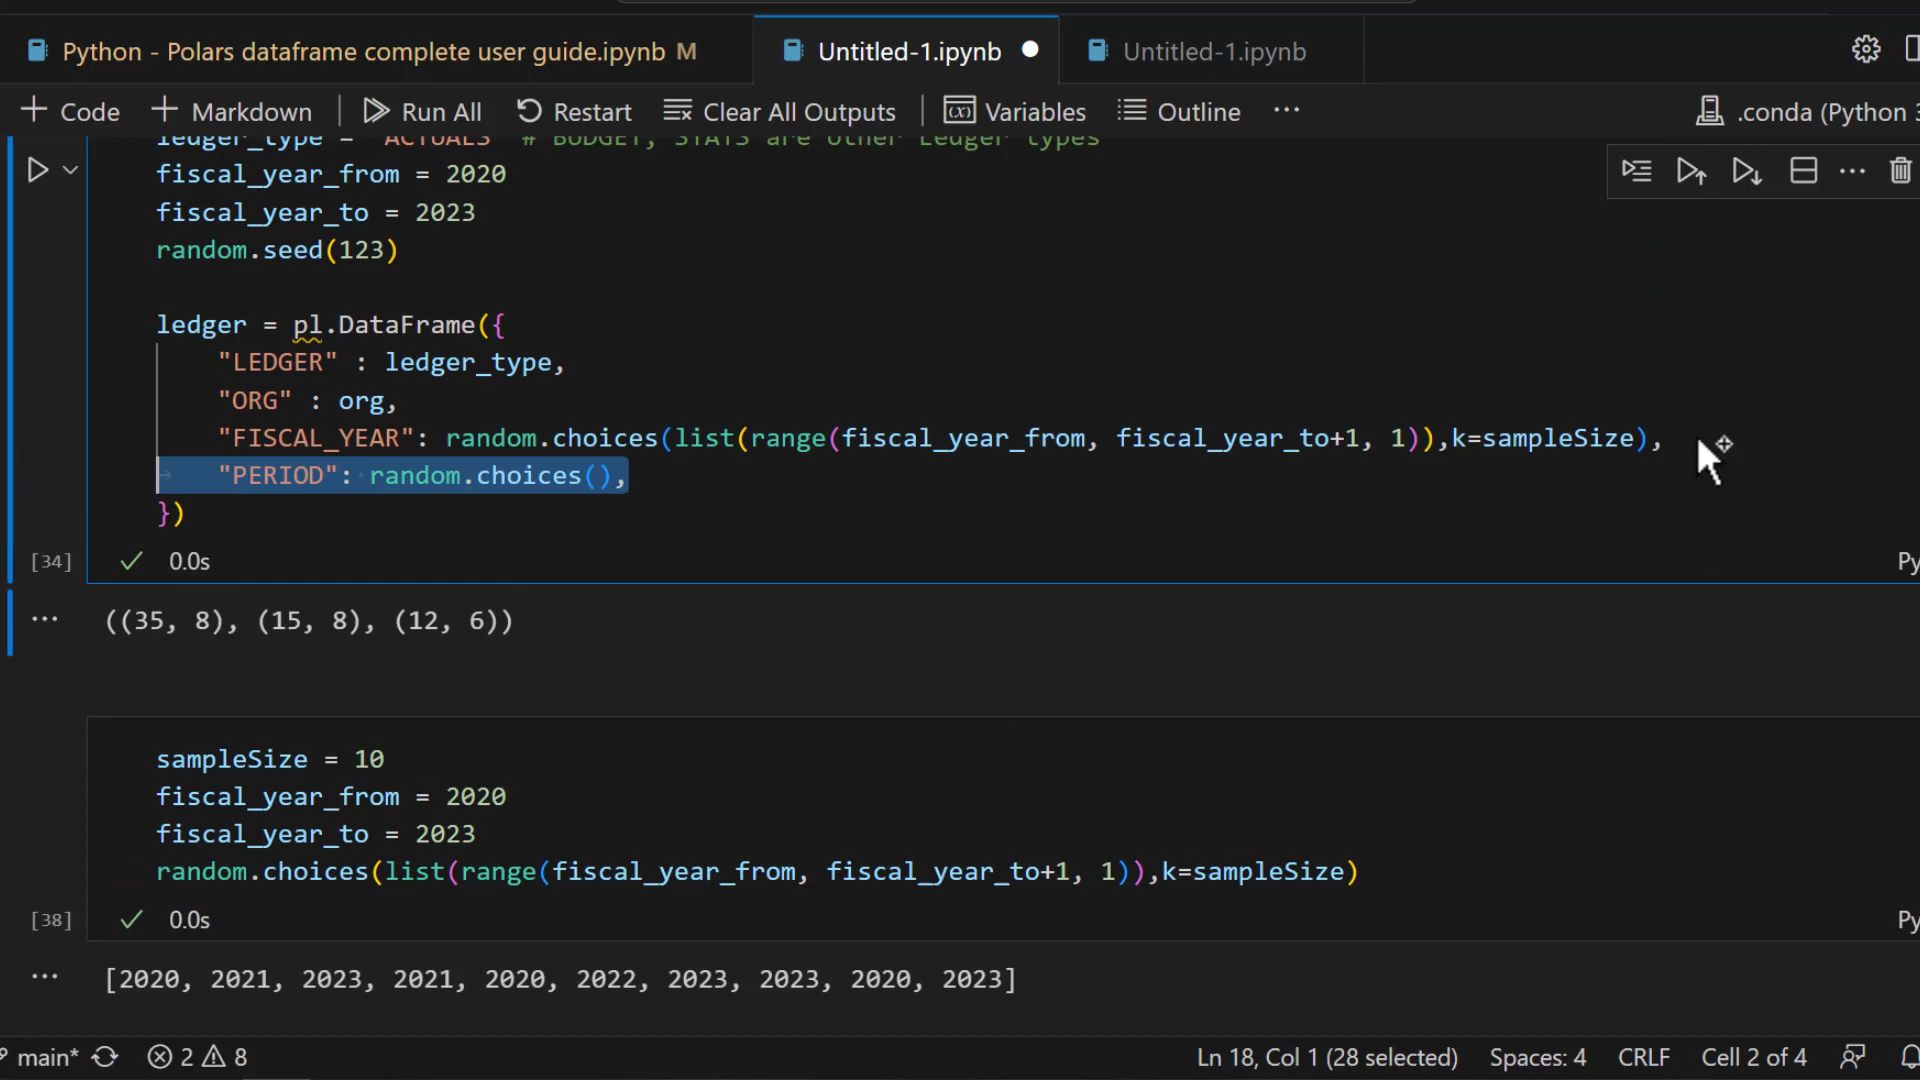 Python - Polars dataframe complete user guide.ipynb M
Untitled-1.ipynb
Untitled-1.ipynb
Code
Markdown
Run All
Restart
Clear All Outputs
Variables
Outline
...
.conda (Python 3
ledger_type = "ACTUALS" # BUDGET, STATS are other Ledger types
fiscal_year_from = 2020
fiscal_year_to = 2023
random.seed(123)
ledger = pl.DataFrame({
"LEDGER" : ledger_type,
"ORG" : org,
"FISCAL_YEAR": random.choices(list(range(fiscal_year_from, fiscal_year_to+1, 1)),k=sampleSize),
"PERIOD": random.choices(),
})
[34] 0.0s Py
... ((35, 8), (15, 8), (12, 6))
sampleSize = 10
fiscal_year_from = 2020
fiscal_year_to = 2023
random.choices(list(range(fiscal_year_from, fiscal_year_to+1, 1)),k=sampleSize)
[38] 0.0s Py
... [2020, 2021, 2023, 2021, 2020, 2022, 2023, 2023, 2020, 2023]
main* 2 8 Ln 18, Col 1 (28 selected) Spaces: 4 CRLF Cell 2 of 4